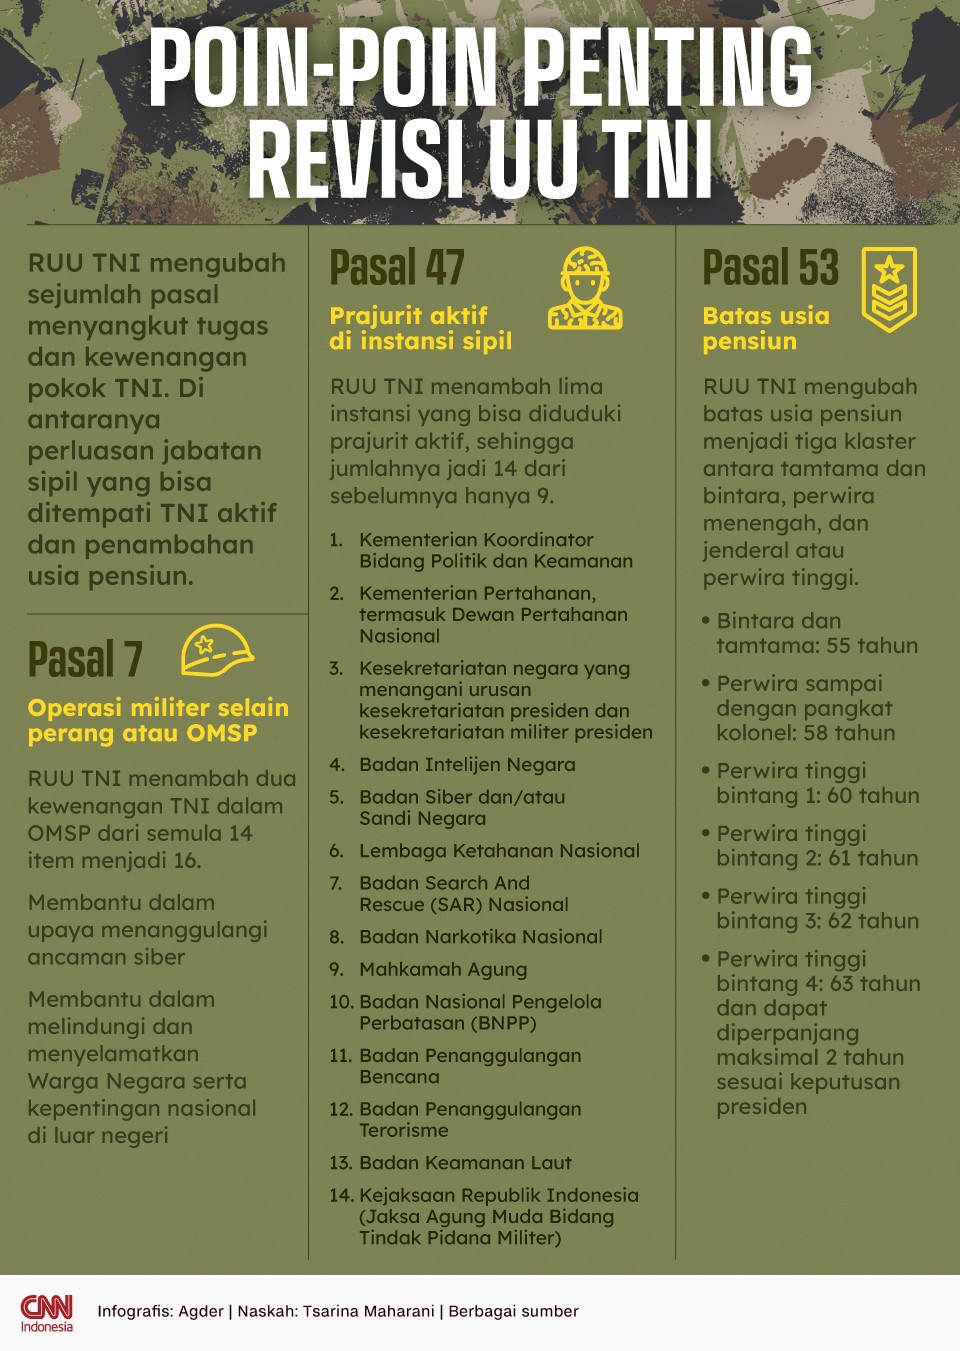 POIN-POIN PENTING
REVISI UU TNI
RUU TNI mengubah
sejumlah pasal
menyangkut tugas
dan kewenangan
pokok TNI. Di
antaranya
perluasan jabatan
sipil yang bisa
ditempati TNI aktif
dan penambahan
usia pensiun.
Pasal 7
Operasi militer selain
perang atau OMSP
RUU TNI menambah dua
kewenangan TNI dalam
OMSP dari semula 14
item menjadi 16.
Membantu dalam
upaya menanggulangi
ancaman siber
Membantu dalam
melindungi dan
menyelamatkan
Warga Negara serta
kepentingan nasional
di luar negeri
Pasal 47
Prajurit aktif
di instansi sipil
RUU TNI menambah lima
instansi yang bisa diduduki
prajurit aktif, sehingga
jumlahnya jadi 14 dari
sebelumnya hanya 9.
1. Kementerian Koordinator
Bidang Politik dan Keamanan
2. Kementerian Pertahanan,
termasuk Dewan Pertahanan
Nasional
3. Kesekretariatan negara yang
menangani urusan
kesekretariatan presiden dan
kesekretariatan militer presiden
4. Badan Intelijen Negara
5. Badan Siber dan/atau
Sandi Negara
6. Lembaga Ketahanan Nasional
7. Badan Search And
Rescue (SAR) Nasional
8. Badan Narkotika Nasional
9. Mahkamah Agung
10. Badan Nasional Pengelola
Perbatasan (BNPP)
11. Badan Penanggulangan
Bencana
12. Badan Penanggulangan
Terorisme
13. Badan Keamanan Laut
14. Kejaksaan Republik Indonesia
(Jaksa Agung Muda Bidang
Tindak Pidana Militer)
Pasal 53
Batas usia
pensiun
RUU TNI mengubah
batas usia pensiun
menjadi tiga klaster
antara tamtama dan
bintara, perwira
menengah, dan
jenderal atau
perwira tinggi.
• Bintara dan
tamtama: 55 tahun
• Perwira sampai
dengan pangkat
kolonel: 58 tahun
• Perwira tinggi
bintang 1: 60 tahun
• Perwira tinggi
bintang 2: 61 tahun
• Perwira tinggi
bintang 3: 62 tahun
• Perwira tinggi
bintang 4: 63 tahun
dan dapat
diperpanjang
maksimal 2 tahun
sesuai keputusan
presiden
CNN
Indonesia
Infografis: Agder | Naskah: Tsarina Maharani | Berbagai sumber